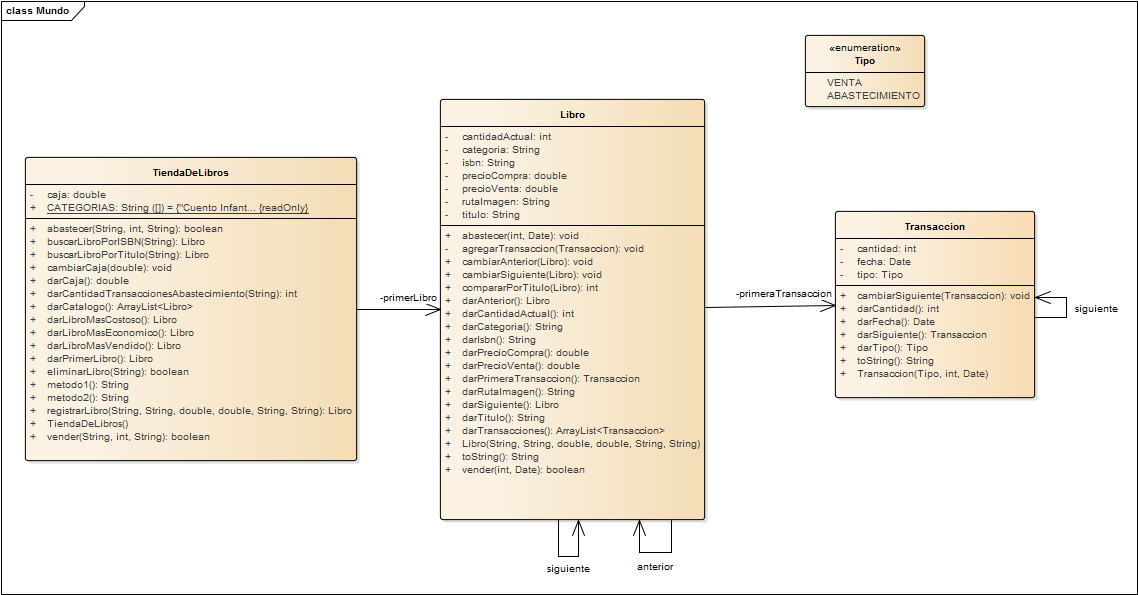 class Mundo
«enumeration»
Tipo
VENTA
ABASTECIMIENTO
TiendaDeLibros
- caja: double
+ CATEGORIAS: String ([]) = {"Cuento Infant... {readOnly}
+ abastecer(String, int, String): boolean
+ buscarLibroPorISBN(String): Libro
+ buscarLibroPorTitulo(String): Libro
+ cambiarCaja(double): void
+ darCaja(): double
+ darCantidadTransaccionesAbastecimiento(String): int
+ darCatalogo(): ArrayList<Libro>
+ darLibroMasCostoso(): Libro
+ darLibroMasEconomico(): Libro
+ darLibroMasVendido(): Libro
+ darPrimerLibro(): Libro
+ eliminarLibro(String): boolean
+ metodo1(): String
+ metodo2(): String
+ registrarLibro(String, String, double, double, String, String): Libro
+ TiendaDeLibros()
+ vender(String, int, String): boolean
-primerLibro
Libro
- cantidadActual: int
- categoria: String
- isbn: String
- precioCompra: double
- precioVenta: double
- rutaImagen: String
- titulo: String
+ abastecer(int, Date): void
- agregarTransaccion(Transaccion): void
+ cambiarAnterior(Libro): void
+ cambiarSiguiente(Libro): void
+ compararPorTitulo(Libro): int
+ darAnterior(): Libro
+ darCantidadActual(): int
+ darCategoria(): String
+ darIsbn(): String
+ darPrecioCompra(): double
+ darPrecioVenta(): double
+ darPrimeraTransaccion(): Transaccion
+ darRutaImagen(): String
+ darSiguiente(): Libro
+ darTitulo(): String
+ darTransacciones(): ArrayList<Transaccion>
+ Libro(String, String, double, double, String, String)
+ toString(): String
+ vender(int, Date): boolean
siguiente
anterior
-primeraTransaccion
Transaccion
- cantidad: int
- fecha: Date
- tipo: Tipo
+ cambiarSiguiente(Transaccion): void
+ darCantidad(): int
+ darFecha(): Date
+ darSiguiente(): Transaccion
+ darTipo(): Tipo
+ toString(): String
+ Transaccion(Tipo, int, Date)
siguiente